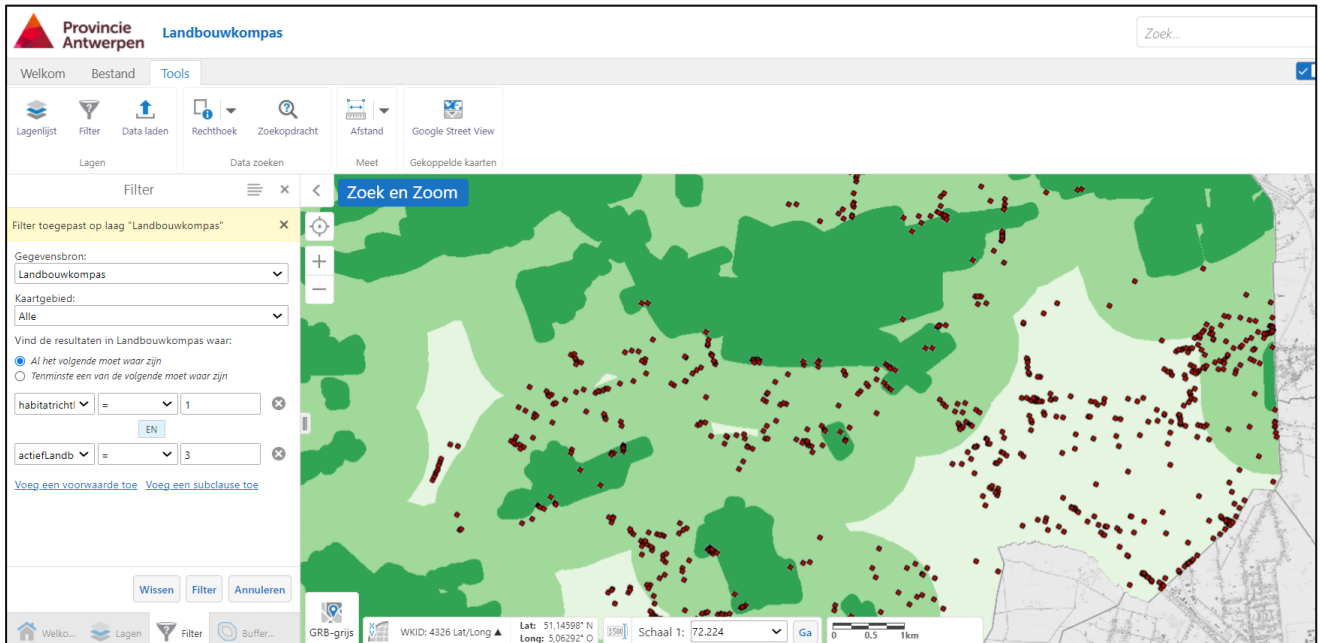 Provincie
Antwerpen
Landbouwkompas
Zoek...
Welkom Bestand Tools
Lagenlijst Filter Data laden Rechthoek Zoekopdracht Afstand Google Street View
Lagen Data zoeken Meet Gekoppelde kaarten
Filter
Zoek en Zoom
Filter toegepast op laag "Landbouwkompas"
Gegevensbron:
Landbouwkompas
Kaartgebied:
Alle
Vind de resultaten in Landbouwkompas waar:
Al het volgende moet waar zijn
Tenminste een van de volgende moet waar zijn
habitatrichtl = 1
EN
actiefLandb = 3
Voeg een voorwaarde toe Voeg een subclause toe
Wissen Filter Annuleren
Welko... Lagen Filter Buffer...
GRB-grijs
WKID: 4326 Lat/Long ▲
Lat: 51,14598° N
Long: 5,06292° O
Schaal 1: 72.224 Ga
0 0.5 1km